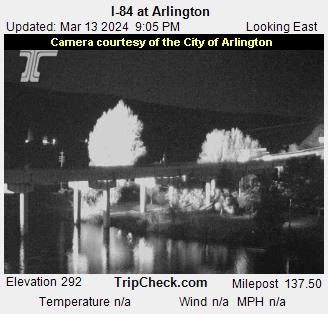 I-84 at Arlington
Updated: Mar 13 2024 9:05 PM Looking East
Camera courtesy of the City of Arlington
Elevation 292 TripCheck.com Milepost 137.50
Temperature n/a Wind n/a MPH n/a